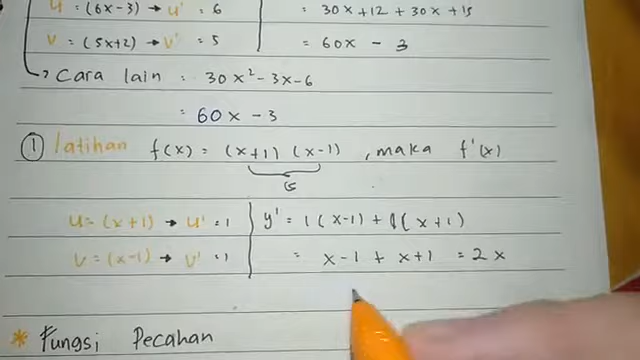 u = (6x-3) → u' = 6 = 30x+12 + 30x + 15
v = (5x+2) → v' = 5 = 60x - 3
→ Cara lain : 30x² - 3x - 6
= 60x - 3
① latihan f(x) = (x+1) (x-1) , maka f'(x)
u = (x+1) → u' = 1 y' = 1(x-1) + 1(x+1)
v = (x-1) → v' = 1 = x-1 + x+1 = 2x
* Fungsi Pecahan